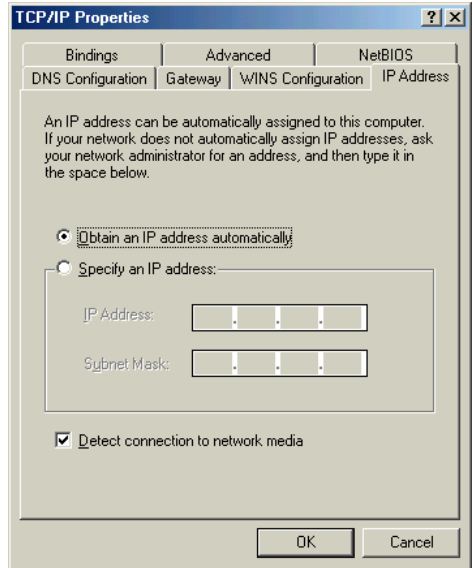 TCP/IP Properties
Bindings Advanced NetBIOS
DNS Configuration Gateway WINS Configuration IP Address
An IP address can be automatically assigned to this computer.
If your network does not automatically assign IP addresses, ask
your network administrator for an address, and then type it in
the space below.
Obtain an IP address automatically
Specify an IP address:
IP Address:
Subnet Mask:
Detect connection to network media
OK Cancel